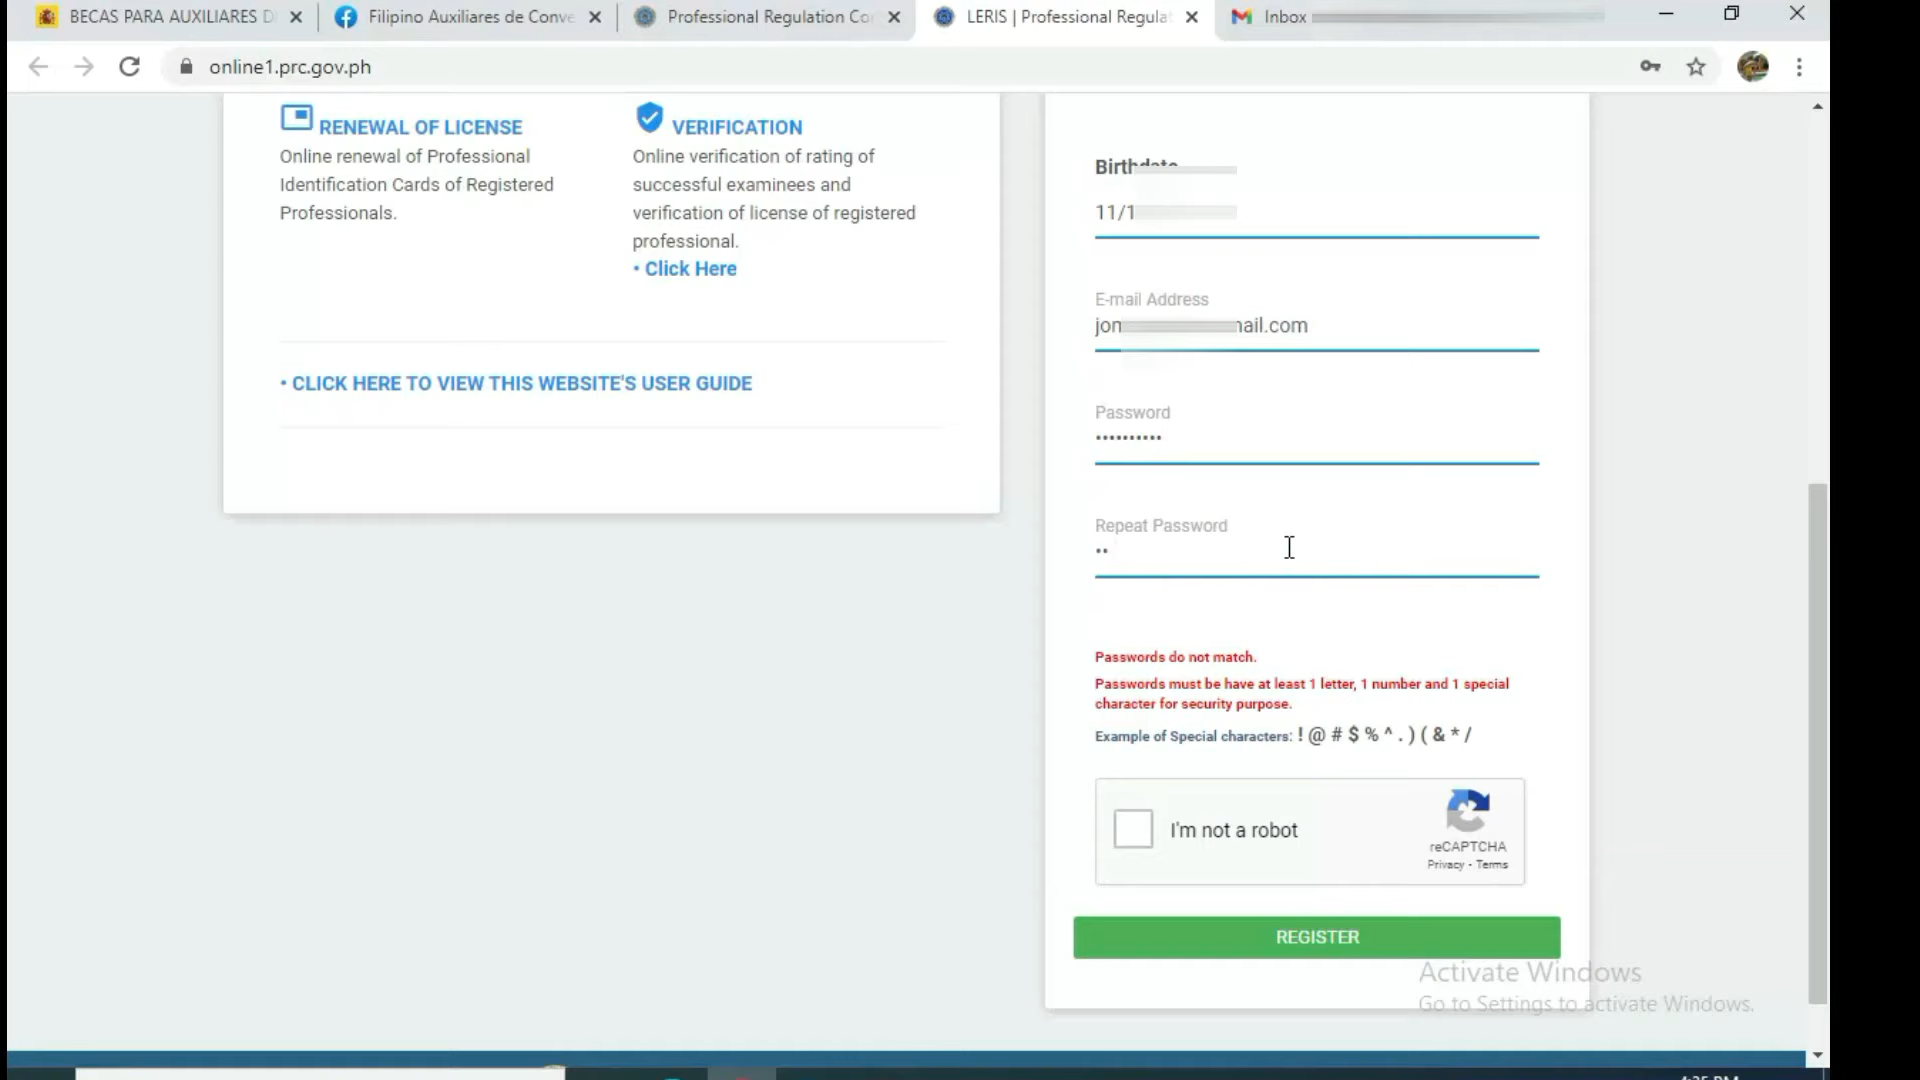 BECAS PARA AUXILIARES D
Filipino Auxiliares de Conve
Professional Regulation Co
LERIS | Professional Regulat
Inbox
online1.prc.gov.ph
RENEWAL OF LICENSE
Online renewal of Professional
Identification Cards of Registered
Professionals.
VERIFICATION
Online verification of rating of
successful examinees and
verification of license of registered
professional.
• Click Here
• CLICK HERE TO VIEW THIS WEBSITE'S USER GUIDE
Birthdate
11/1
E-mail Address
jon
ail.com
Password
••••••••••
Repeat Password
••
Passwords do not match.
Passwords must be have at least 1 letter, 1 number and 1 special
character for security purpose.
Example of Special characters: ! @ # $ % ^ . ) ( & * /
I'm not a robot
reCAPTCHA
Privacy - Terms
REGISTER
Activate Windows
Go to Settings to activate Windows.